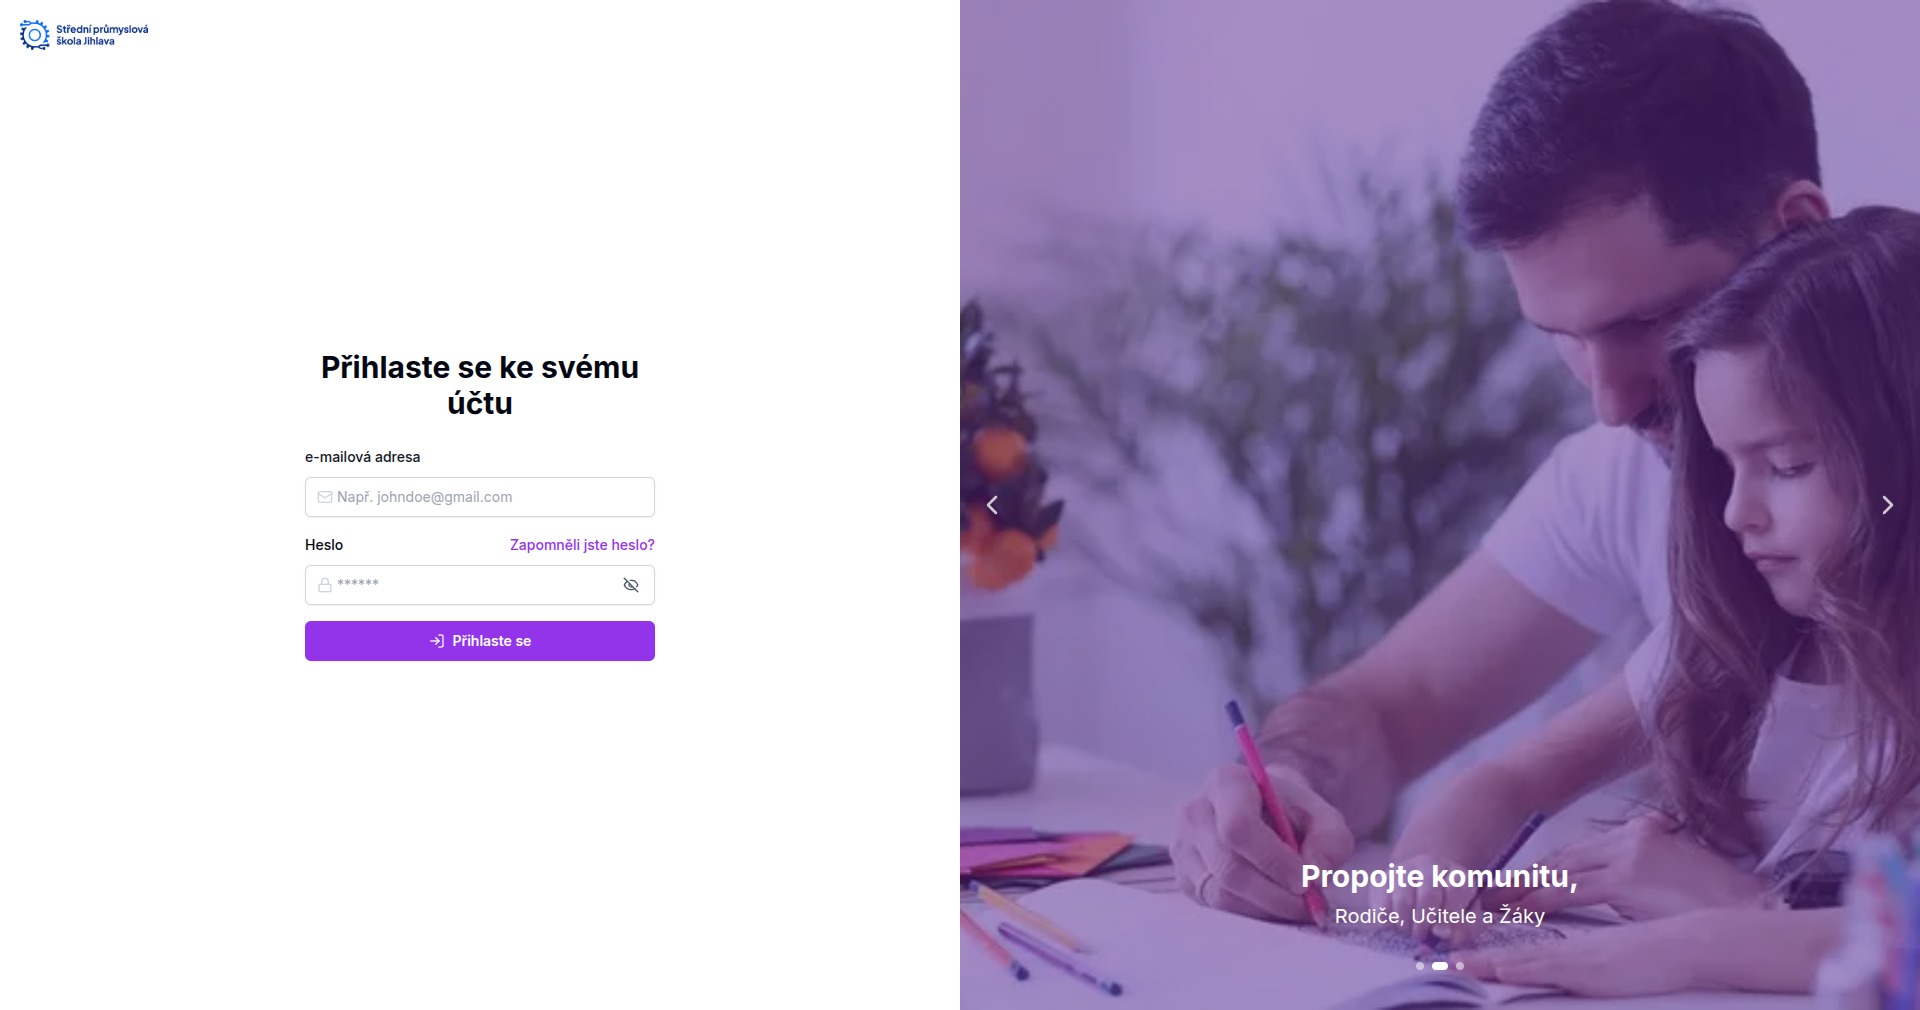 Střední průmyslová
škola Jihlava
Přihlaste se ke svému
účtu
e-mailová adresa
Např. johndoe@gmail.com
Heslo
Zapomněli jste heslo?
******
Přihlaste se
Propojte komunitu,
Rodiče, Učitele a Žáky